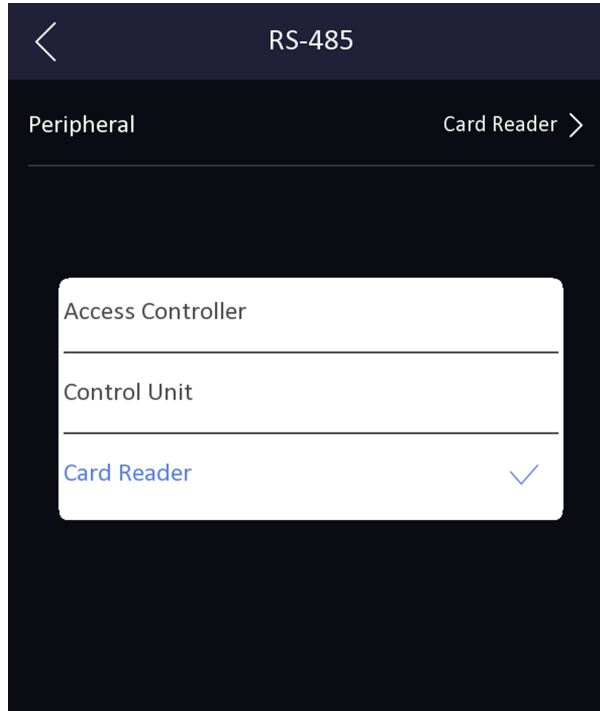 RS-485
Peripheral Card Reader
Access Controller
Control Unit
Card Reader